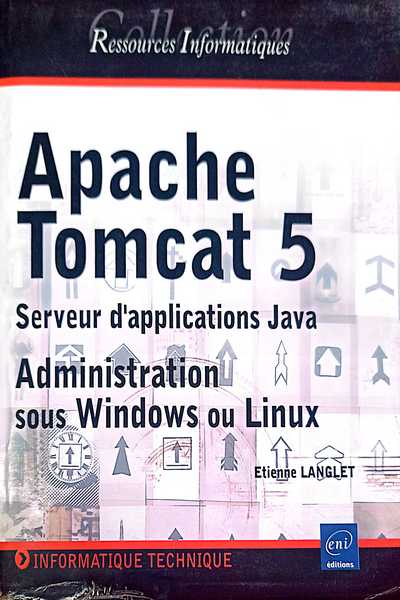 Collection
Ressources Informatiques
Apache
Tomcat 5
Serveur d'applications Java
Administration
sous Windows ou Linux
Etienne LANGLET
eni
éditions
INFORMATIQUE TECHNIQUE